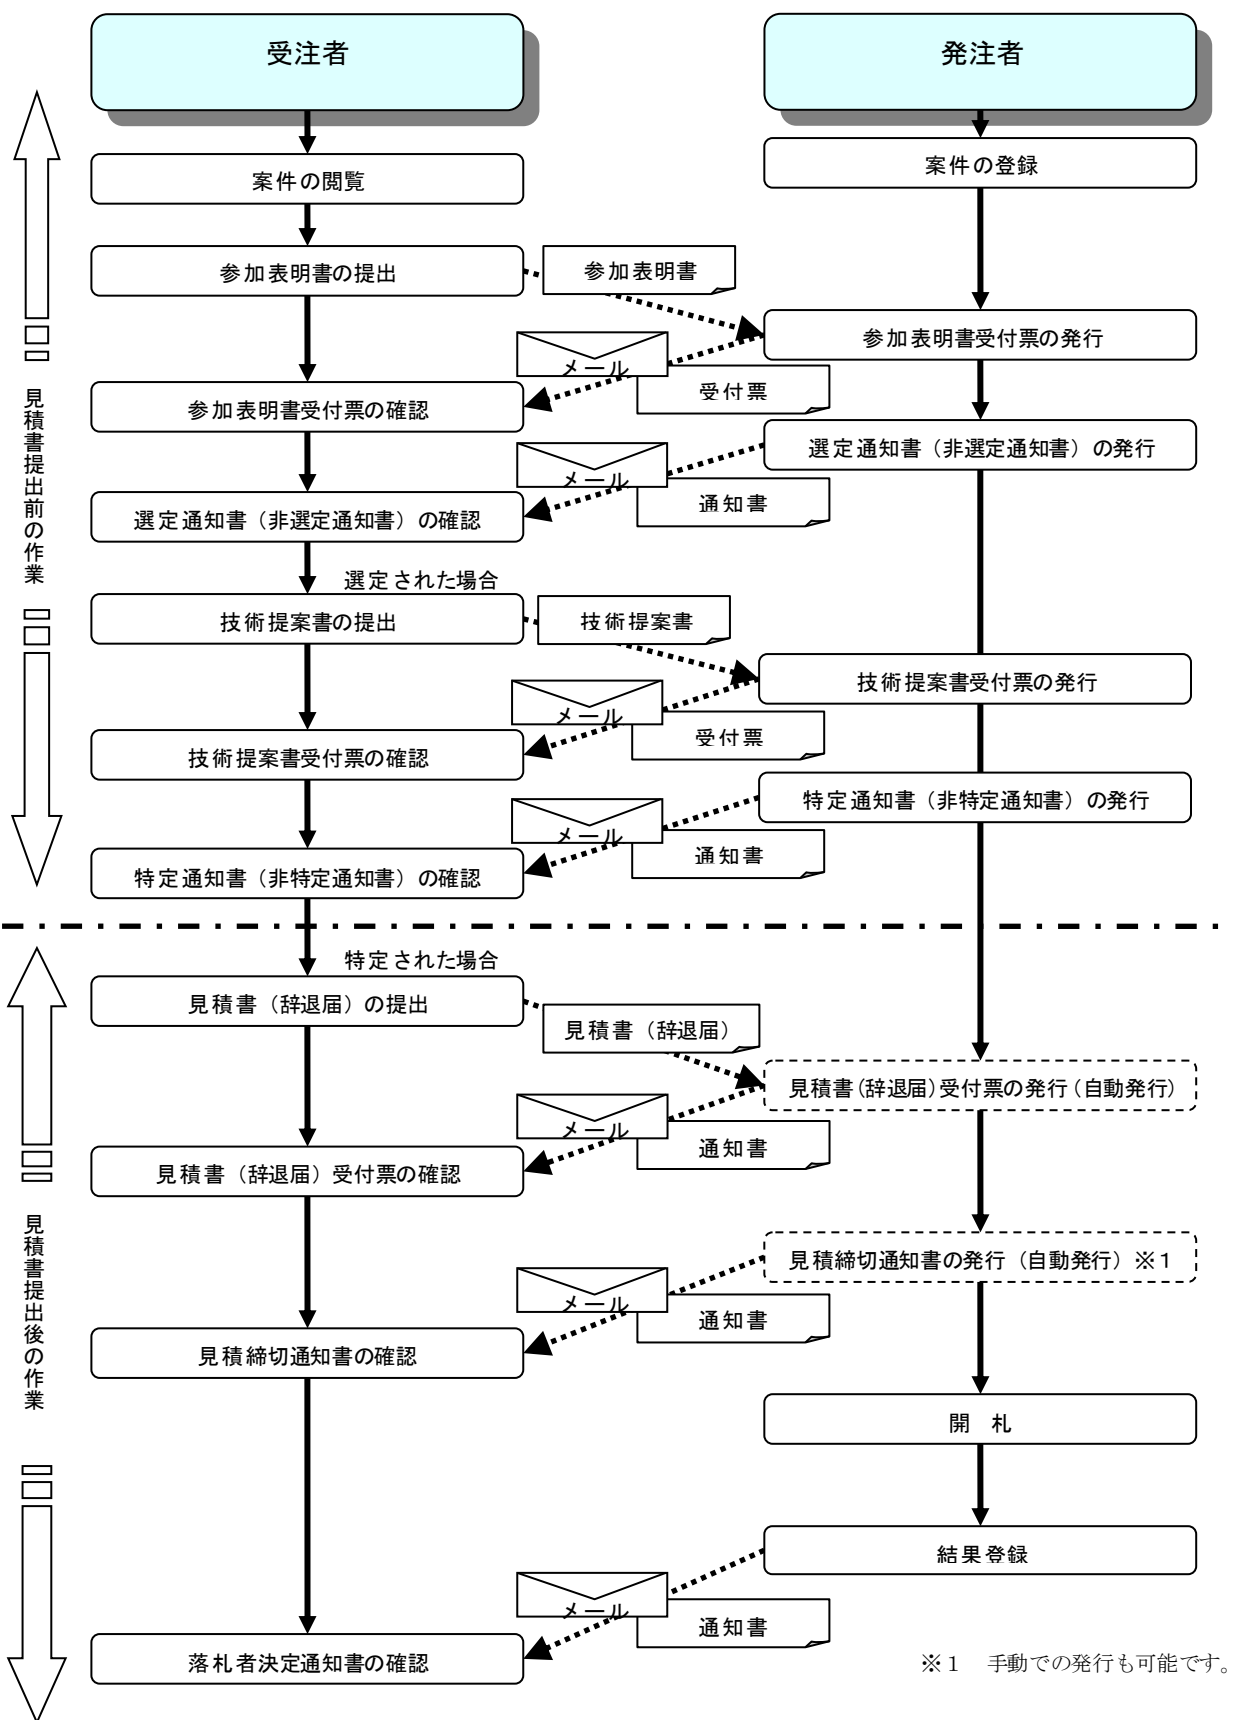 受注者
発注者
案件の閲覧
案件の登録
参加表明書の提出
参加表明書
参加表明書受付票の発行
メール
受付票
参加表明書受付票の確認
選定通知書（非選定通知書）の発行
メール
通知書
選定通知書（非選定通知書）の確認
選定された場合
技術提案書の提出
技術提案書
技術提案書受付票の発行
メール
受付票
技術提案書受付票の確認
特定通知書（非特定通知書）の発行
メール
通知書
特定通知書（非特定通知書）の確認
見積書提出前の作業
特定された場合
見積書（辞退届）の提出
見積書（辞退届）
見積書（辞退届）受付票の発行（自動発行）
メール
通知書
見積書（辞退届）受付票の確認
見積締切通知書の発行（自動発行）※１
メール
通知書
見積締切通知書の確認
開　札
結果登録
メール
通知書
落札者決定通知書の確認
見積書提出後の作業
※１　手動での発行も可能です。